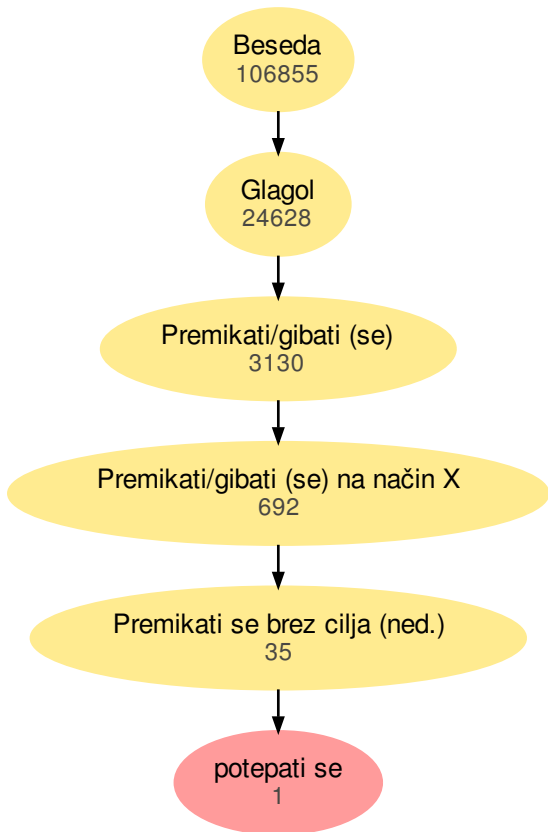 Beseda
106855
Glagol
24628
Premikati/gibati (se)
3130
Premikati/gibati (se) na način X
692
Premikati se brez cilja (ned.)
35
potepati se
1